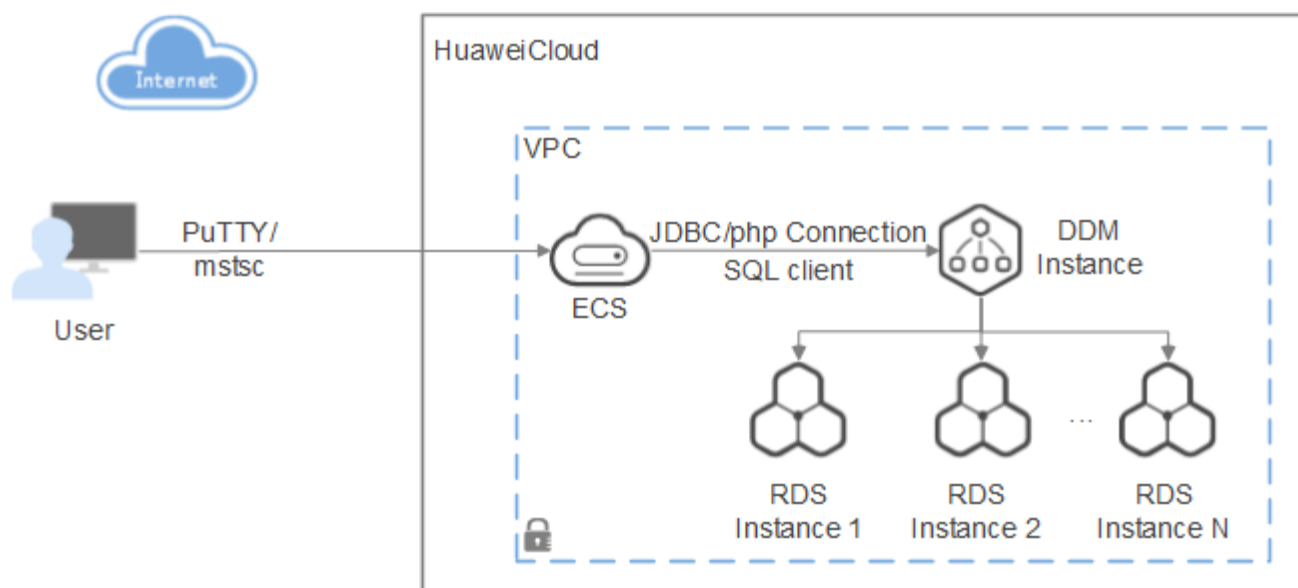 Internet
HuaweiCloud
VPC
PuTTY/
mstsc
User
ECS
JDBC/php Connection
SQL client
DDM
Instance
RDS
Instance 1
RDS
Instance 2
...
RDS
Instance N